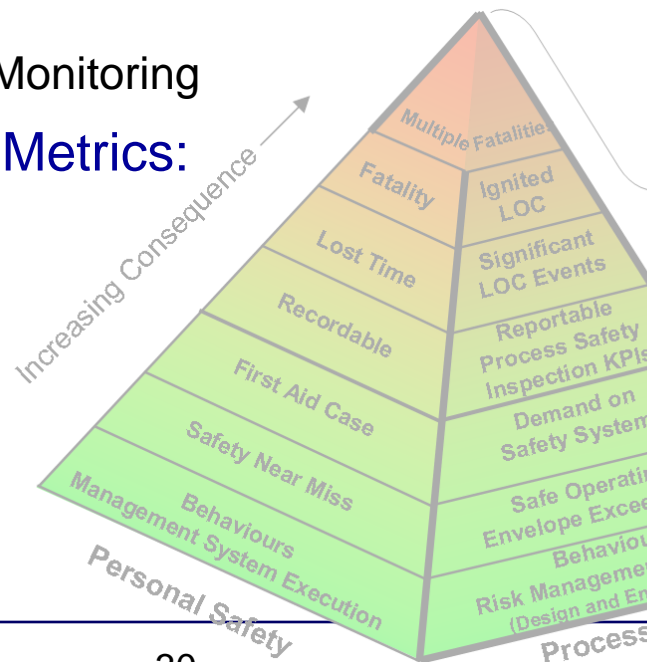 Monitoring
Metrics:
Increasing Consequence
Multiple Fatalities
Fatality
Lost Time
Recordable
First Aid Case
Safety Near Miss
Behaviours
Management System Execution
Personal Safety
Ignited
LOC
Significant
LOC Events
Reportable
Process Safety
Inspection KPIs
Demand on
Safety System
Safe Operatin
Envelope Excee
Behaviou
Risk Manageme
(Design and En
Process